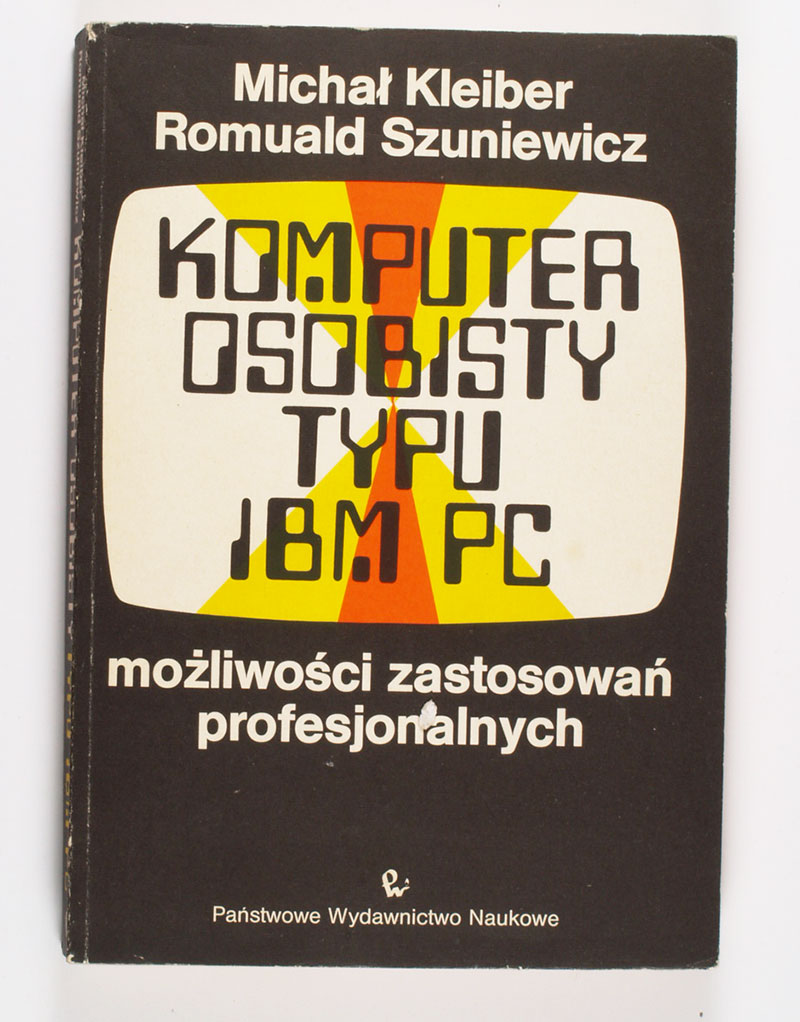 Michał Kleiber
Romuald Szuniewicz
KOMPUTER
OSOBISTY
TYPU
IBM PC
możliwości zastosowań
profesjonalnych
Państwowe Wydawnictwo Naukowe